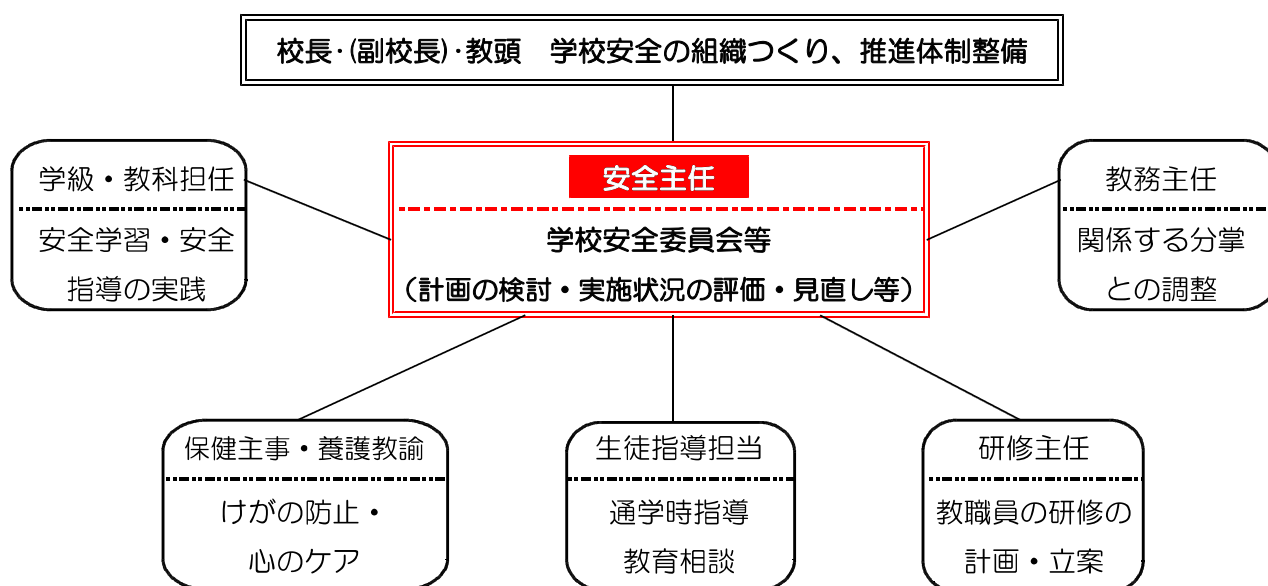 校長・(副校長)・教頭　学校安全の組織つくり、推進体制整備
安全主任
学校安全委員会等
（計画の検討・実施状況の評価・見直し等）
学級・教科担任
安全学習・安全
指導の実践
教務主任
関係する分掌
との調整
保健主事・養護教諭
けがの防止・
心のケア
生徒指導担当
通学時指導
教育相談
研修主任
教職員の研修の
計画・立案